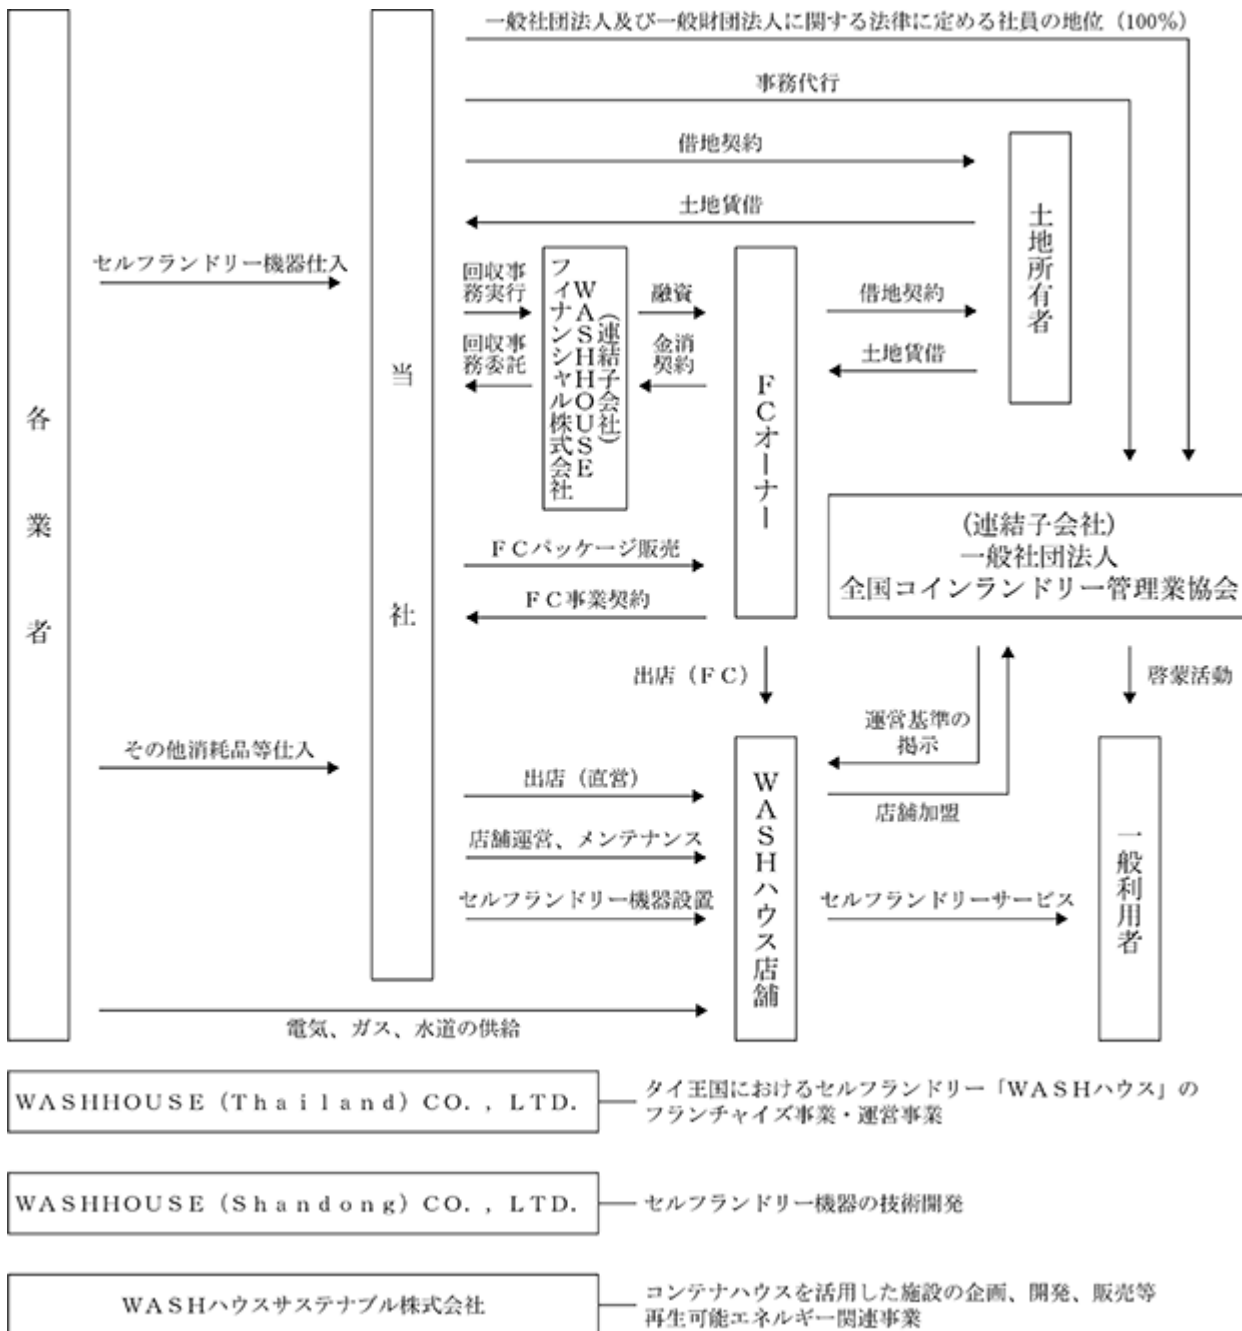 一般社団法人及び一般財団法人に関する法律に定める社員の地位（100％）
事務代行
借地契約
土地賃借
土地所有者
セルフランドリー機器仕入
回収事
務実行
回収事
務委託
（連結子会社）
WASHHOUSE
フィナンシャル株式会社
融資
金消
契約
FCオーナー
借地契約
土地賃借
各業者
当社
（連結子会社）
一般社団法人
全国コインランドリー管理業協会
FCパッケージ販売
FC事業契約
出店（FC）
運営基準の
掲示
啓蒙活動
その他消耗品等仕入
出店（直営）
店舗運営、メンテナンス
セルフランドリー機器設置
WASHハウス店舗
店舗加盟
セルフランドリーサービス
一般利用者
電気、ガス、水道の供給
WASHHOUSE（Thailand）CO.，LTD.
タイ王国におけるセルフランドリー「WASHハウス」の
フランチャイズ事業・運営事業
WASHHOUSE（Shandong）CO.，LTD.
セルフランドリー機器の技術開発
WASHハウスサステナブル株式会社
コンテナハウスを活用した施設の企画、開発、販売等
再生可能エネルギー関連事業